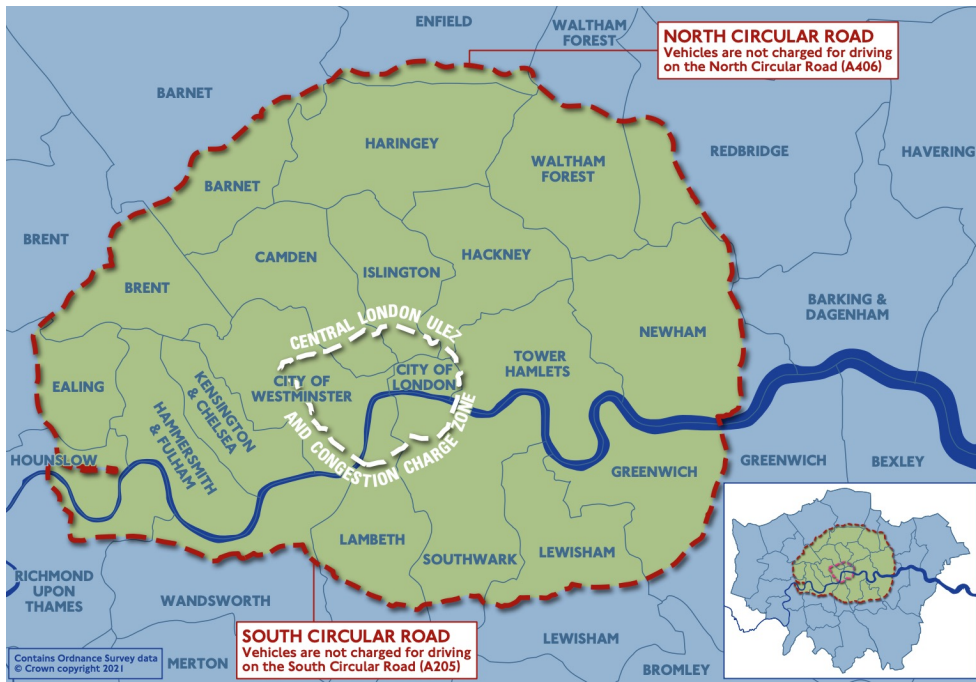 ENFIELD
WALTHAM
FOREST
NORTH CIRCULAR ROAD
Vehicles are not charged for driving
on the North Circular Road (A406)
BARNET
HARINGEY
REDBRIDGE
HAVERING
WALTHAM
FOREST
BARNET
BRENT
CAMDEN
ISLINGTON
HACKNEY
BRENT
BARKING &
DAGENHAM
CENTRAL LONDON ULEZ
AND CONGESTION CHARGE ZONE
NEWHAM
EALING
KENSINGTON
& CHELSEA
CITY OF
WESTMINSTER
CITY OF
LONDON
TOWER
HAMLETS
HAMMERSMITH
& FULHAM
HOUNSLOW
GREENWICH
GREENWICH
BEXLEY
LAMBETH
SOUTHWARK
LEWISHAM
RICHMOND
UPON
THAMES
WANDSWORTH
SOUTH CIRCULAR ROAD
Vehicles are not charged for driving
on the South Circular Road (A205)
LEWISHAM
MERTON
BROMLEY
Contains Ordnance Survey data
© Crown copyright 2021